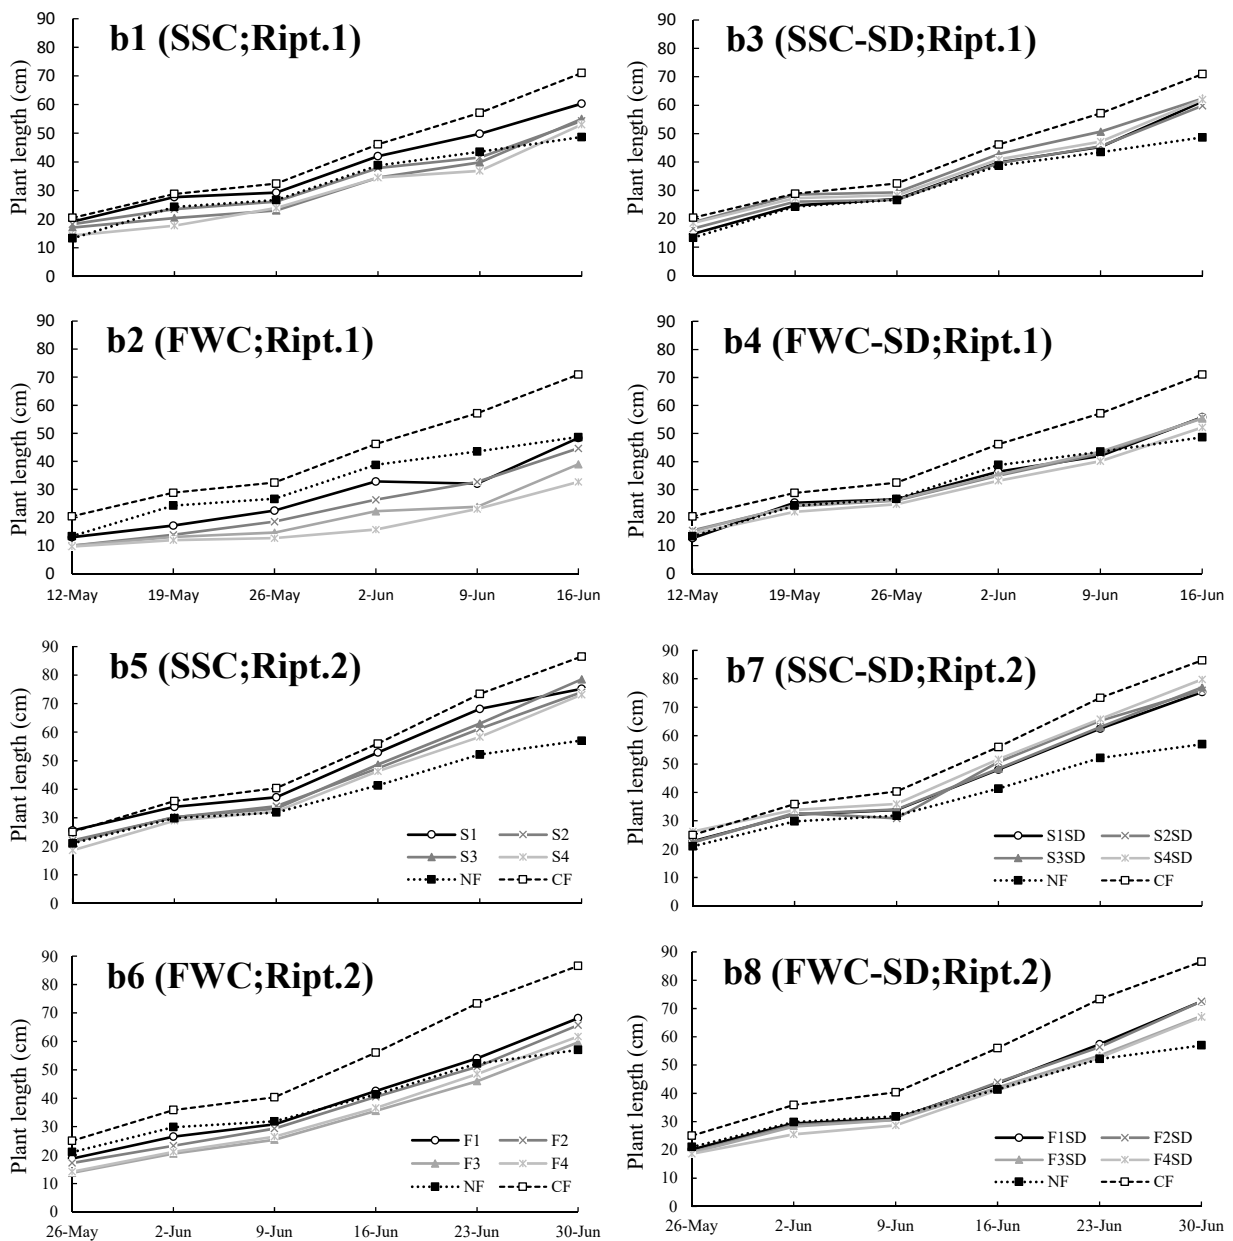 b1 (SSC;Ript.1)
Plant length (cm)
90
80
70
60
50
40
30
20
10
0
b3 (SSC-SD;Ript.1)
Plant length (cm)
90
80
70
60
50
40
30
20
10
0
b2 (FWC;Ript.1)
Plant length (cm)
90
80
70
60
50
40
30
20
10
0
12-May 19-May 26-May 2-Jun 9-Jun 16-Jun
b4 (FWC-SD;Ript.1)
Plant length (cm)
90
80
70
60
50
40
30
20
10
0
12-May 19-May 26-May 2-Jun 9-Jun 16-Jun
b5 (SSC;Ript.2)
Plant length (cm)
90
80
70
60
50
40
30
20
10
0
S1 S2
S3 S4
NF CF
b7 (SSC-SD;Ript.2)
Plant length (cm)
90
80
70
60
50
40
30
20
10
0
S1SD S2SD
S3SD S4SD
NF CF
b6 (FWC;Ript.2)
Plant length (cm)
90
80
70
60
50
40
30
20
10
0
F1 F2
F3 F4
NF CF
26-May 2-Jun 9-Jun 16-Jun 23-Jun 30-Jun
b8 (FWC-SD;Ript.2)
Plant length (cm)
90
80
70
60
50
40
30
20
10
0
F1SD F2SD
F3SD F4SD
NF CF
26-May 2-Jun 9-Jun 16-Jun 23-Jun 30-Jun